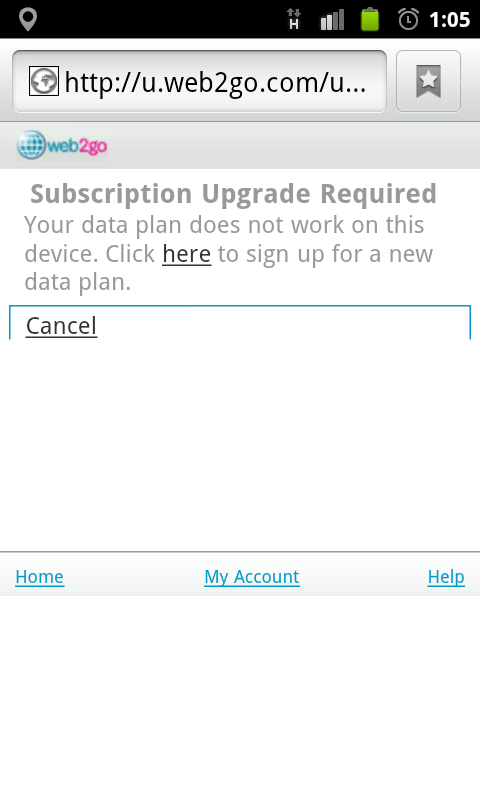 H 1:05
http://u.web2go.com/u...
web2go
Subscription Upgrade Required
Your data plan does not work on this
device. Click here to sign up for a new
data plan.
Cancel
Home My Account Help